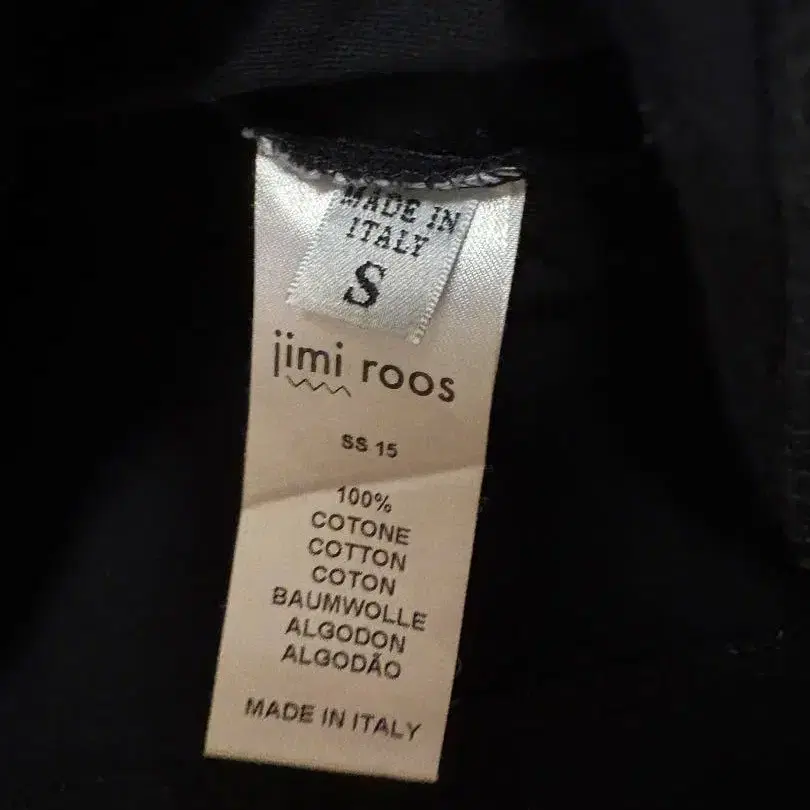 MADE IN
ITALY
S
jimi roos
SS 15
100%
COTONE
COTTON
COTON
BAUMWOLLE
ALGODON
ALGODÃO
MADE IN ITALY